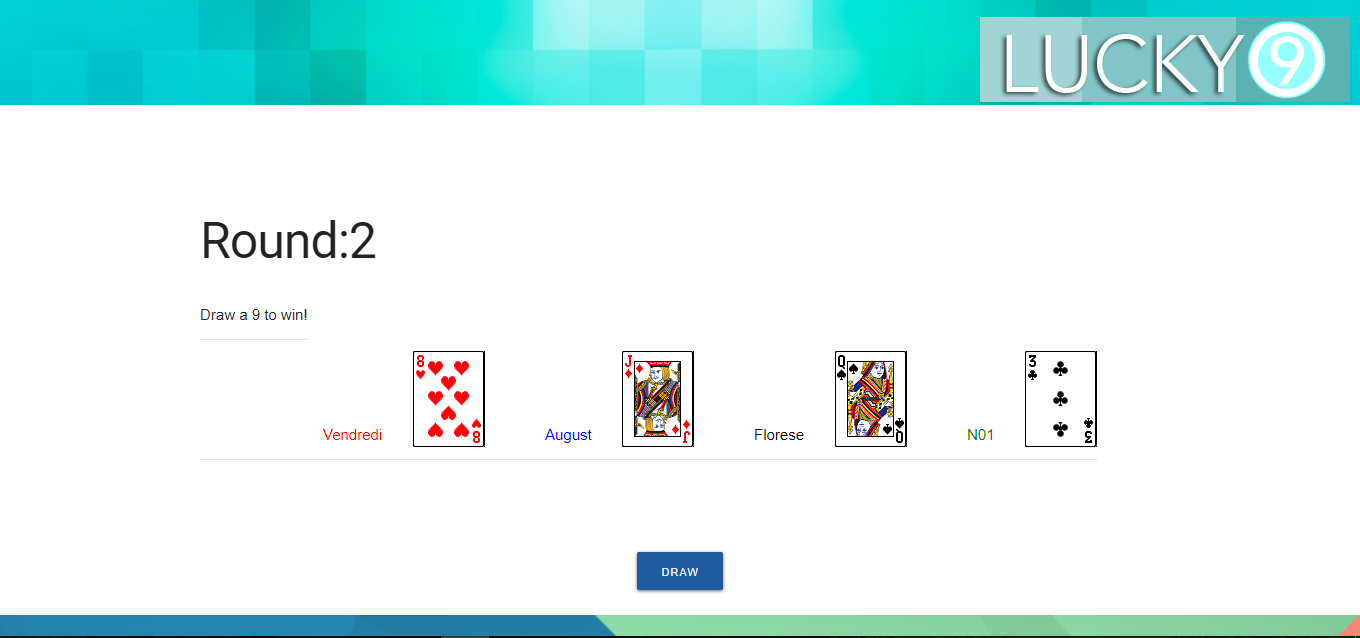 LUCKY 9
Round:2
Draw a 9 to win!
Vendredi 8 8 August J J Florese Q Q N01 3 3
DRAW